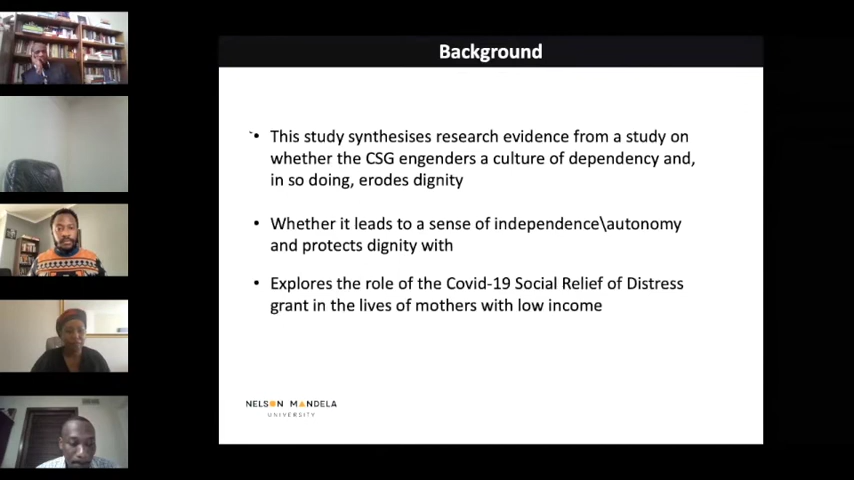 Background
• This study synthesises research evidence from a study on
whether the CSG engenders a culture of dependency and,
in so doing, erodes dignity
• Whether it leads to a sense of independence\autonomy
and protects dignity with
• Explores the role of the Covid-19 Social Relief of Distress
grant in the lives of mothers with low income
NELSON MANDELA
UNIVERSITY